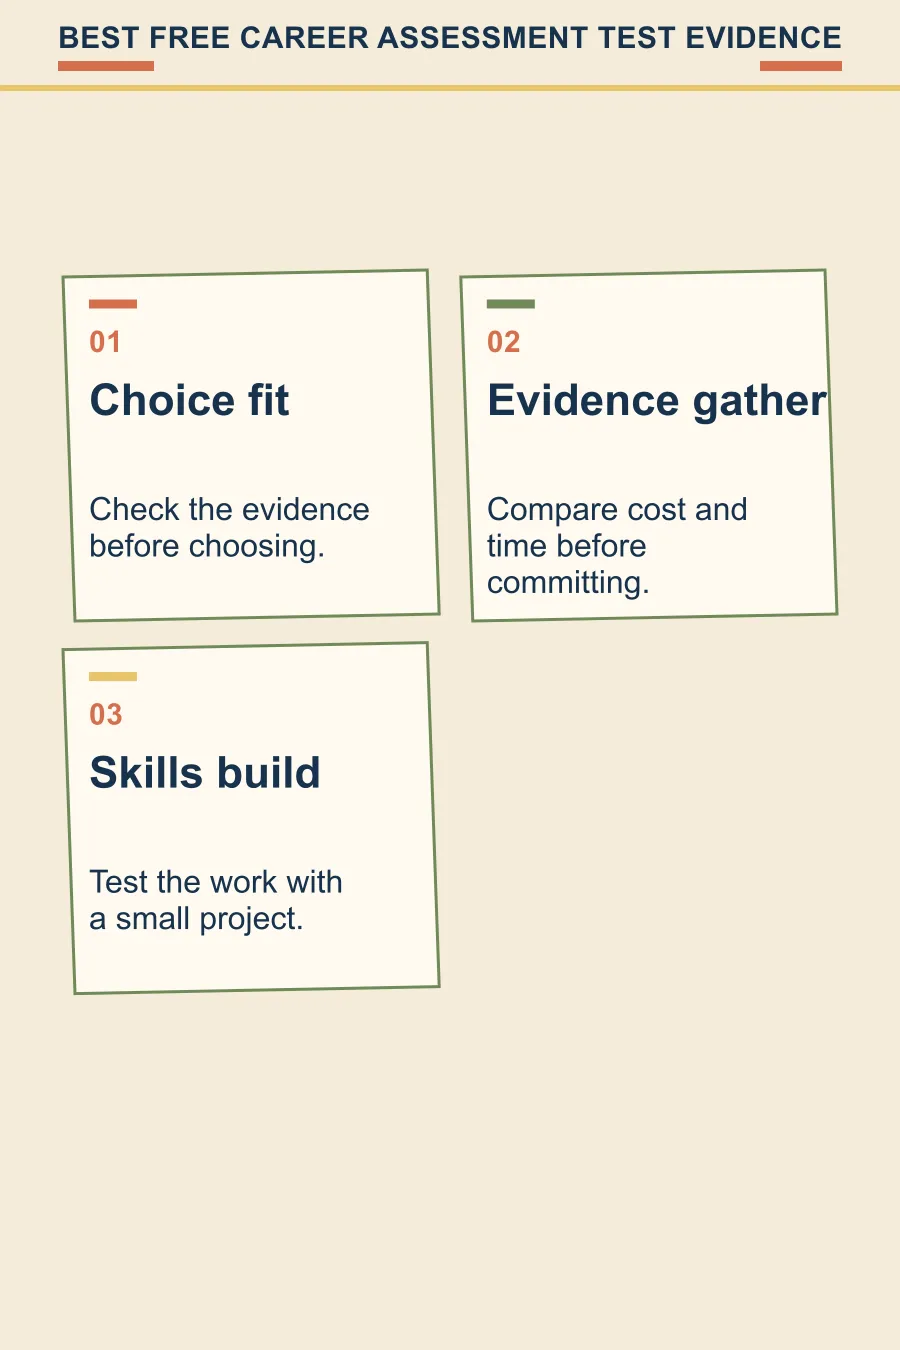 BEST FREE CAREER ASSESSMENT TEST EVIDENCE
01
Choice fit
Check the evidence
before choosing.
02
Evidence gather
Compare cost and
time before
committing.
03
Skills build
Test the work with
a small project.